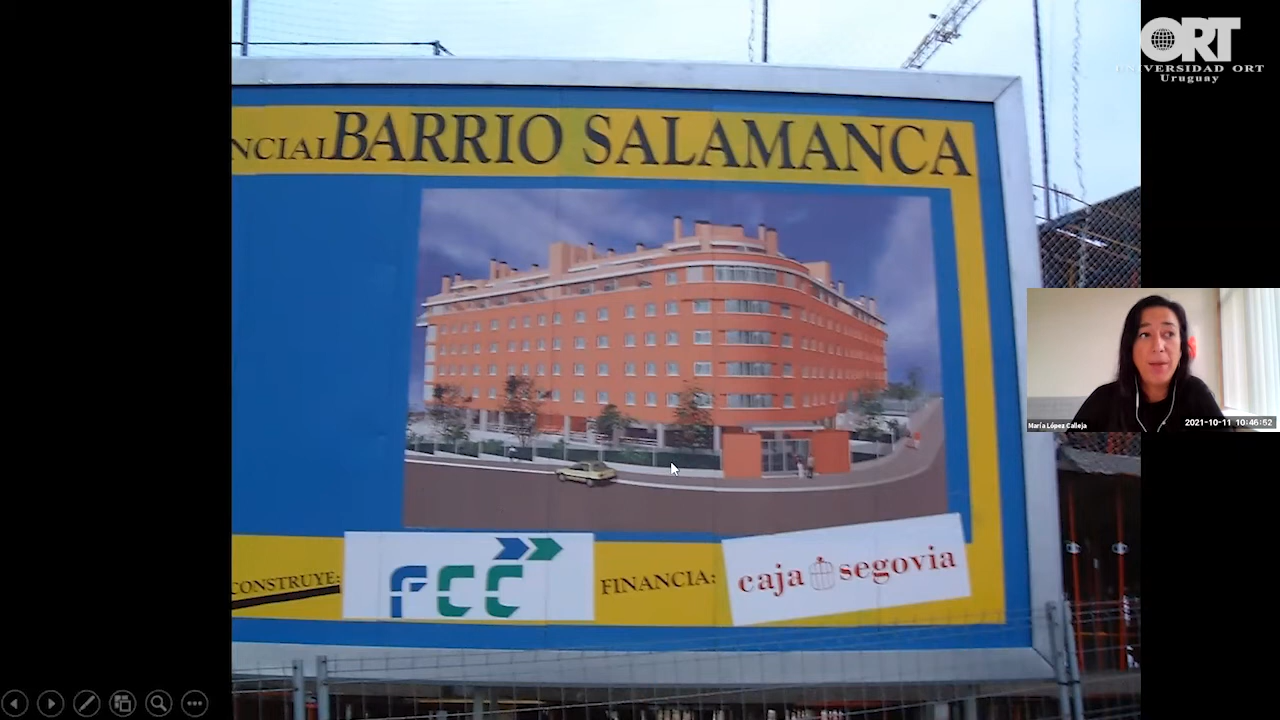 ORT
UNIVERSIDAD ORT
Uruguay
NCIAL BARRIO SALAMANCA
María López Calleja
2021-10-11 10:46:52
CONSTRUYE:
FCC
FINANCIA:
caja segovia